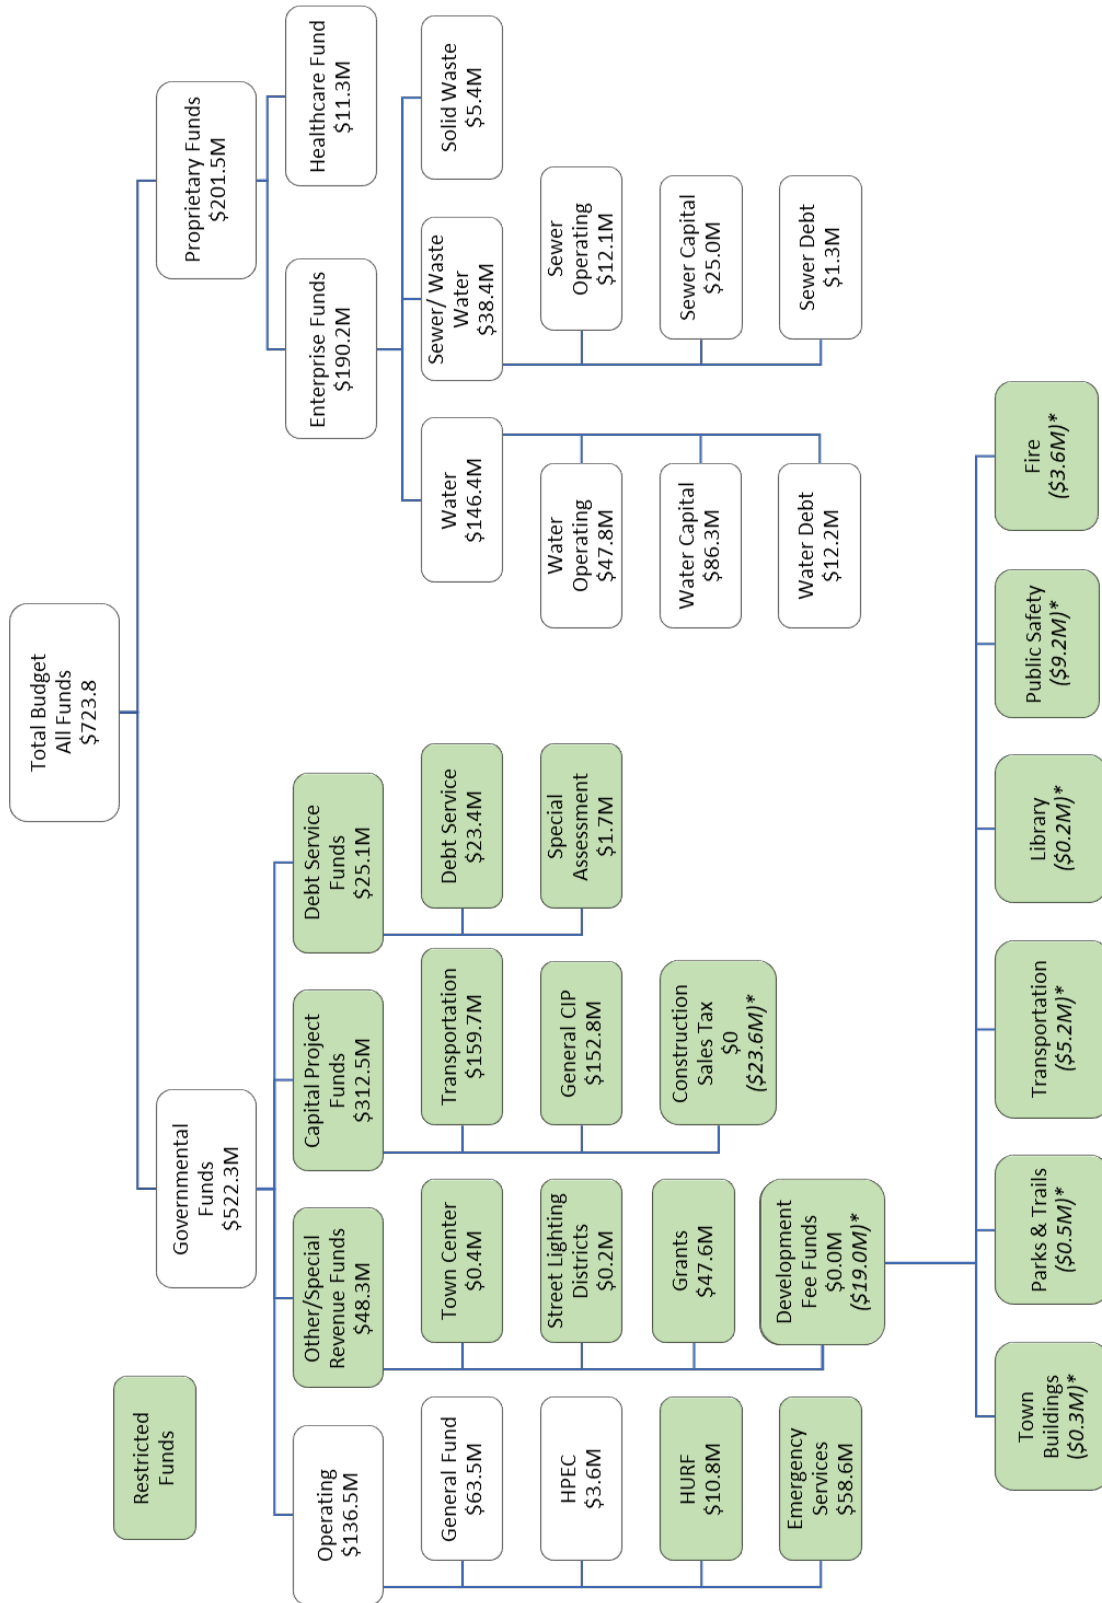 Total Budget
All Funds
$723.8
Restricted
Funds
Governmental
Funds
$522.3M
Proprietary Funds
$201.5M
Operating
$136.5M
Other/Special
Revenue Funds
$48.3M
Capital Project
Funds
$312.5M
Debt Service
Funds
$25.1M
Enterprise Funds
$190.2M
Healthcare Fund
$11.3M
General Fund
$63.5M
HPEC
$3.6M
HURF
$10.8M
Emergency
Services
$58.6M
Town Center
$0.4M
Street Lighting
Districts
$0.2M
Grants
$47.6M
Development
Fee Funds
$0.0M
($19.0M)*
Transportation
$159.7M
General CIP
$152.8M
Construction
Sales Tax
$0
($23.6M)*
Debt Service
$23.4M
Special
Assessment
$1.7M
Water
$146.4M
Water
Operating
$47.8M
Water Capital
$86.3M
Water Debt
$12.2M
Sewer/ Waste
Water
$38.4M
Sewer
Operating
$12.1M
Sewer Capital
$25.0M
Sewer Debt
$1.3M
Solid Waste
$5.4M
Town
Buildings
($0.3M)*
Parks & Trails
($0.5M)*
Transportation
($5.2M)*
Library
($0.2M)*
Public Safety
($9.2M)*
Fire
($3.6M)*